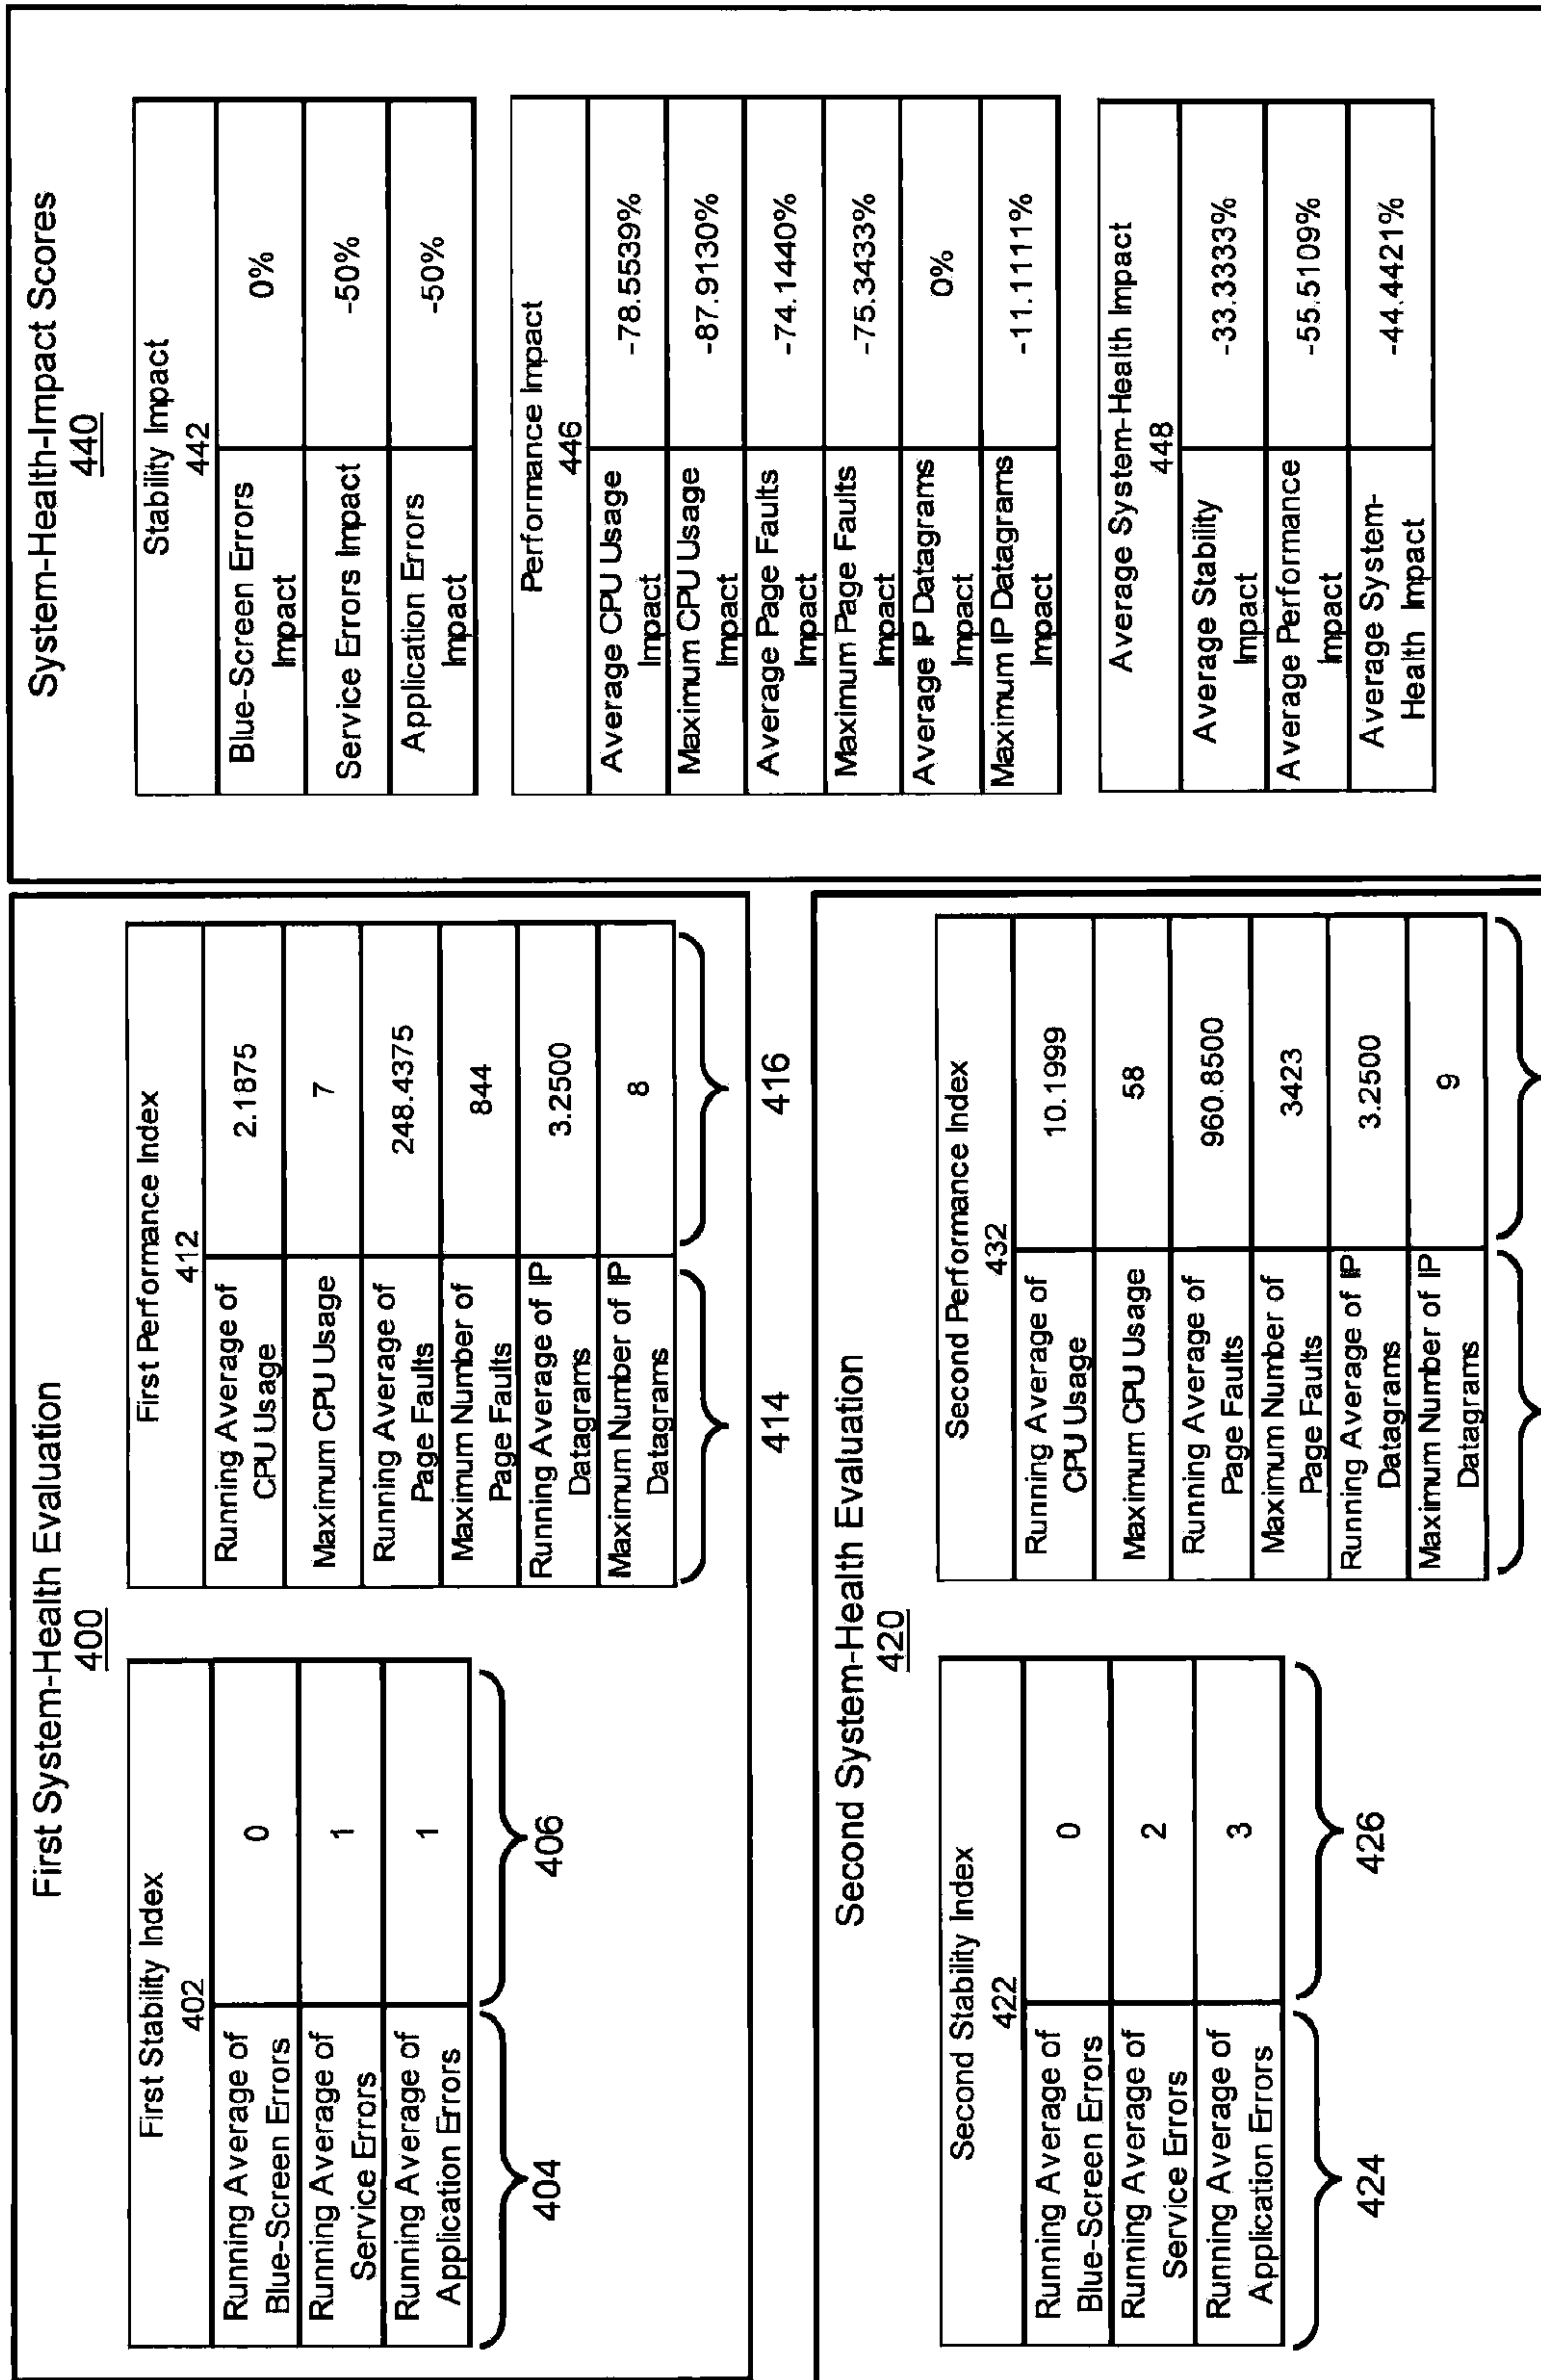 First System-Health Evaluation
400
First Stability Index
402
Running Average of
Blue-Screen Errors
0
Running Average of
Service Errors
1
Running Average of
Application Errors
1
404
406
First Performance Index
412
Running Average of
CPU Usage
2.1875
Maximum CPU Usage
7
Running Average of
Page Faults
248.4375
Maximum Number of
Page Faults
844
Running Average of IP
Datagrams
3.2500
Maximum Number of IP
Datagrams
8
414
416
Second System-Health Evaluation
420
Second Stability Index
422
Running Average of
Blue-Screen Errors
0
Running Average of
Service Errors
2
Running Average of
Application Errors
3
424
426
Second Performance Index
432
Running Average of
CPU Usage
10.1999
Maximum CPU Usage
58
Running Average of
Page Faults
960.8500
Maximum Number of
Page Faults
3423
Running Average of IP
Datagrams
3.2500
Maximum Number of IP
Datagrams
9
System-Health-Impact Scores
440
Stability Impact
442
Blue-Screen Errors
Impact
0%
Service Errors Impact
-50%
Application Errors
Impact
-50%
Performance Impact
446
Average CPU Usage
Impact
-78.5539%
Maximum CPU Usage
Impact
-87.9130%
Average Page Faults
Impact
-74.1440%
Maximum Page Faults
Impact
-75.3433%
Average IP Datagrams
Impact
0%
Maximum IP Datagrams
Impact
-11.1111%
Average System-Health Impact
448
Average Stability
Impact
-33.3333%
Average Performance
Impact
-55.5109%
Average System-
Health Impact
-44.4421%